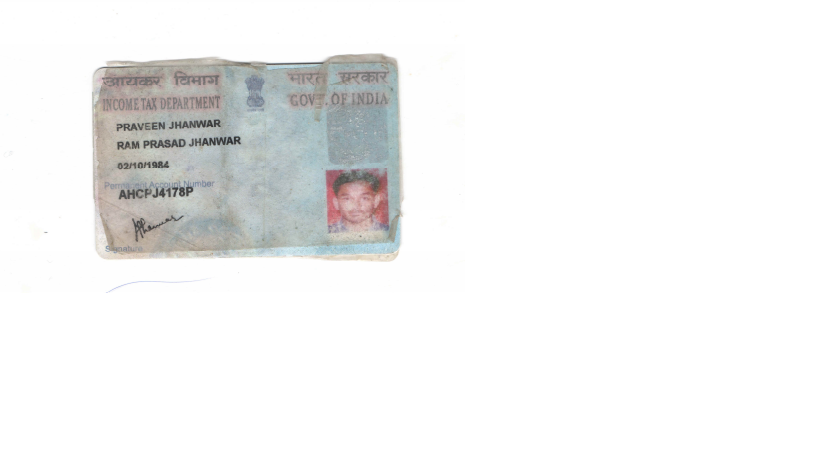 आयकर विभाग
भारत सरकार
INCOME TAX DEPARTMENT
GOVT. OF INDIA
PRAVEEN JHANWAR
RAM PRASAD JHANWAR
02/10/1984
Permanent Account Number
AHCPJ4178P
Signature